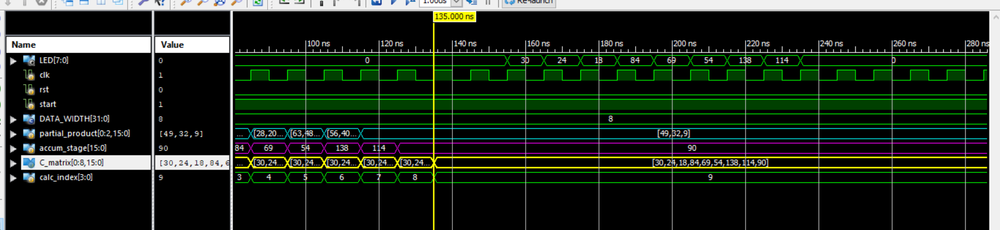 1.00us Re-launch
135.000 ns
Name Value 100 ns 120 ns 140 ns 160 ns 180 ns 200 ns 220 ns 240 ns 260 ns 280 ns
LED[7:0] 0 0 30 24 18 84 69 54 138 114 0
clk 1
rst 0
start 1
DATA_WIDTH[31:0] 8 8
partial_product[0:2,15:0] [49,32,9] ... [28,20... [63,48... [56,40... [49,32,9]
accum_stage[15:0] 90 84 69 54 138 114 90
C_matrix[0:8,15:0] [30,24,18,84,6 ... [30,24... [30,24... [30,24... [30,24... [30,24... [30,24,18,84,69,54,138,114,90]
calc_index[3:0] 9 3 4 5 6 7 8 9